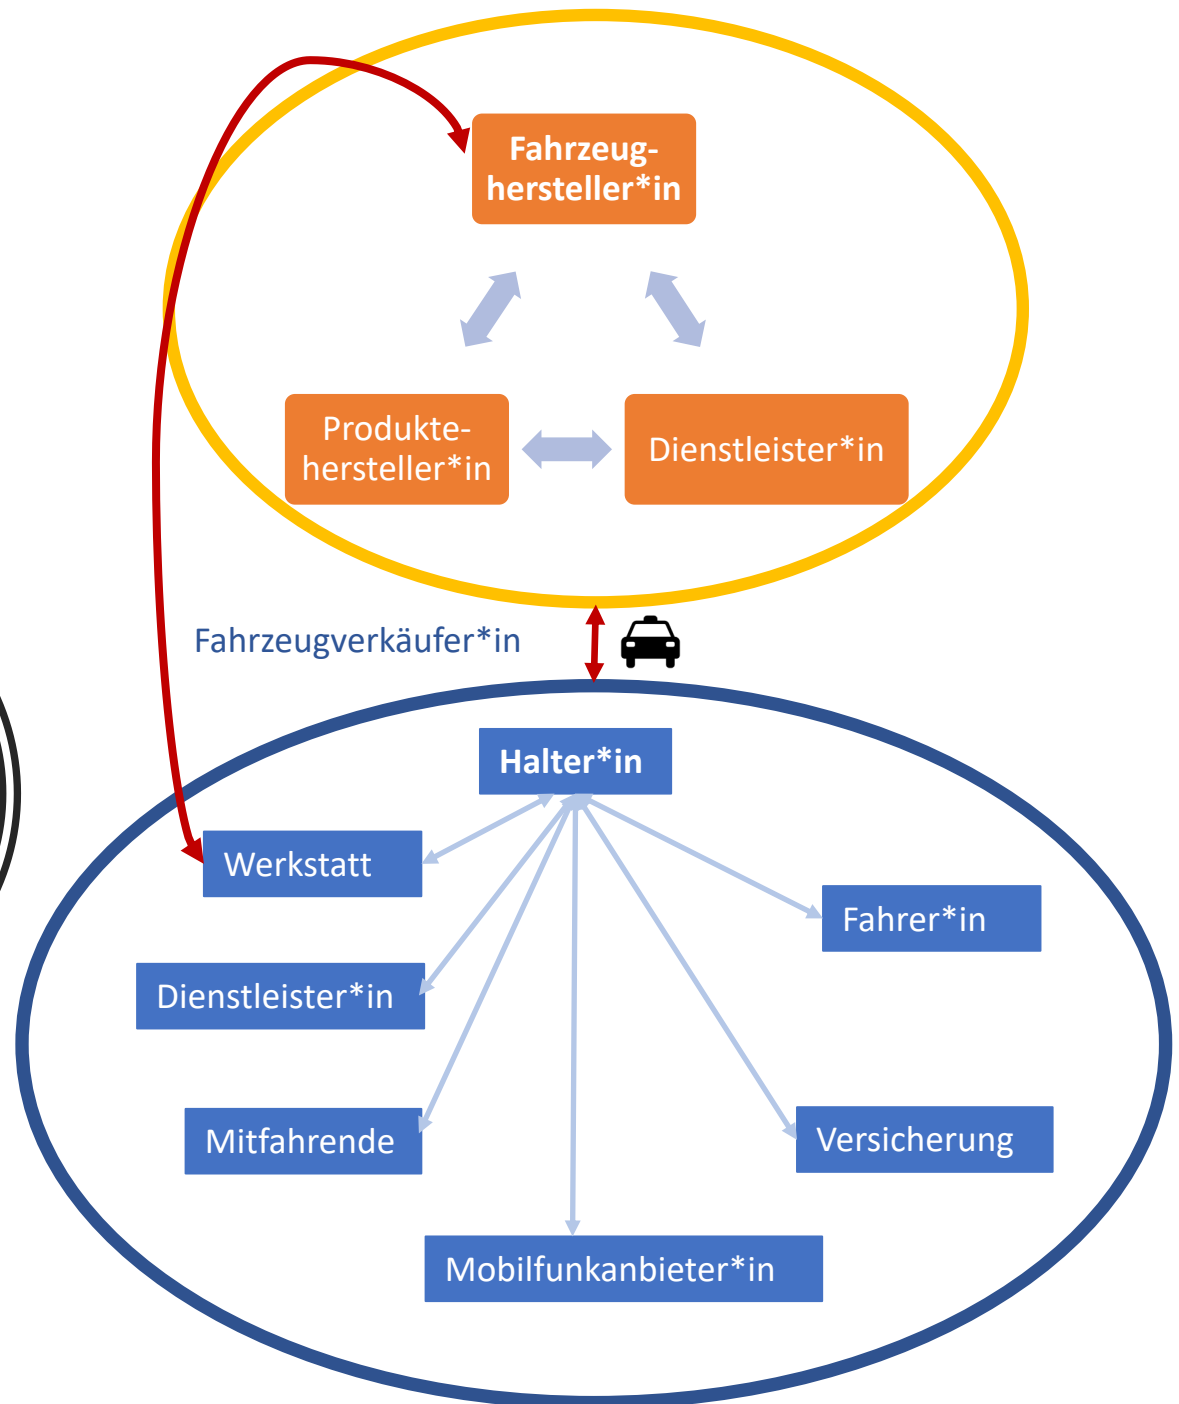 Fahrzeug-
hersteller*in
Produkte-
hersteller*in
Dienstleister*in
Fahrzeugverkäufer*in
Halter*in
Werkstatt
Fahrer*in
Dienstleister*in
Mitfahrende
Versicherung
Mobilfunkanbieter*in